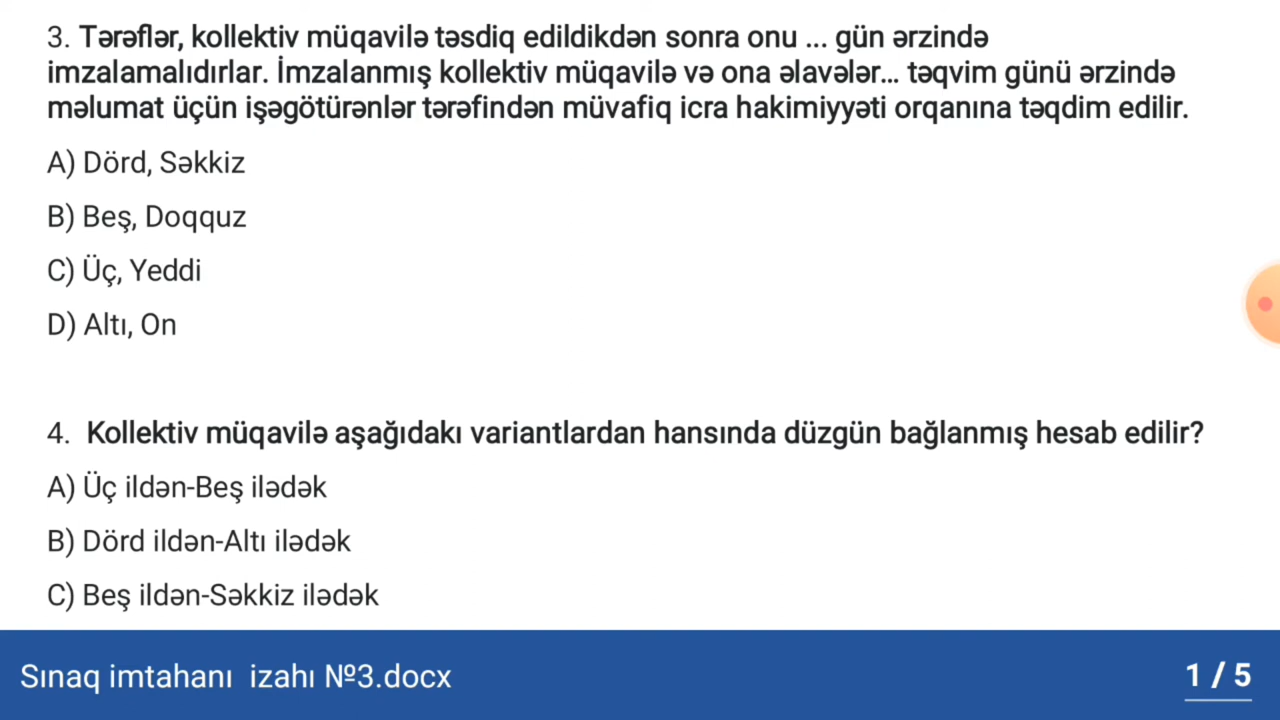 3. Tərəflər, kollektiv müqavilə təsdiq edildikdən sonra onu ... gün ərzində
imzalamalıdırlar. İmzalanmış kollektiv müqavilə və ona əlavələr... təqvim günü ərzində
məlumat üçün işəgötürənlər tərəfindən müvafiq icra hakimiyyəti orqanına təqdim edilir.
A) Dörd, Səkkiz
B) Beş, Doqquz
C) Üç, Yeddi
D) Altı, On
4. Kollektiv müqavilə aşağıdakı variantlardan hansında düzgün bağlanmış hesab edilir?
A) Üç ildən-Beş ilədək
B) Dörd ildən-Altı ilədək
C) Beş ildən-Səkkiz ilədək
Sınaq imtahanı izahı №3.docx
1 / 5